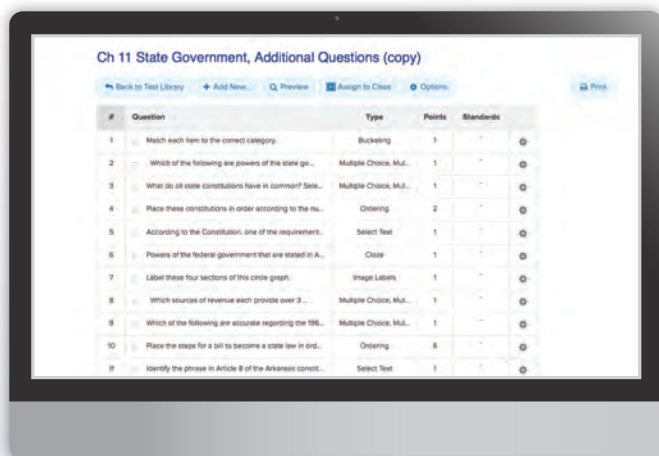 Ch 11 State Government, Additional Questions (copy)
Back to Test Library + Add New... Preview Assign to Class Options Print
# Question Type Points Standards
1 Match each item to the correct category. Bucketing 1
2 Which of the following are powers of the state go... Multiple Choice, Mul... 1
3 What do all state constitutions have in common? Sele... Multiple Choice, Mul... 1
4 Place these constitutions in order according to the nu... Ordering 2
5 According to the Constitution, one of the requirement... Select Text 1
6 Powers of the federal government that are stated in A... Cloze 1
7 Label these four sections of this circle graph. Image Labels 1
8 Which sources of revenue each provide over 3 ... Multiple Choice, Mul... 1
9 Which of the following are accurate regarding the 196... Multiple Choice, Mul... 1
10 Place the steps for a bill to become a state law in ord... Ordering 6
11 Identify the phrase in Article 8 of the Arkansas constit... Select Text 1